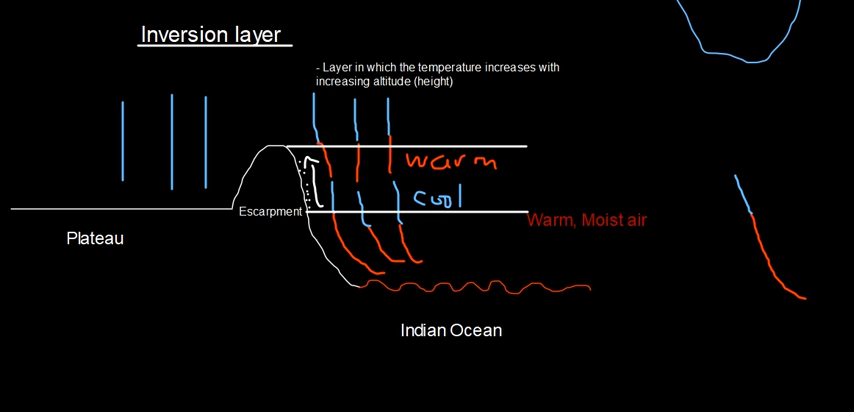 Inversion layer
- Layer in which the temperature increases with
increasing altitude (height)
warm
cool
Escarpment
Warm, Moist air
Plateau
Indian Ocean